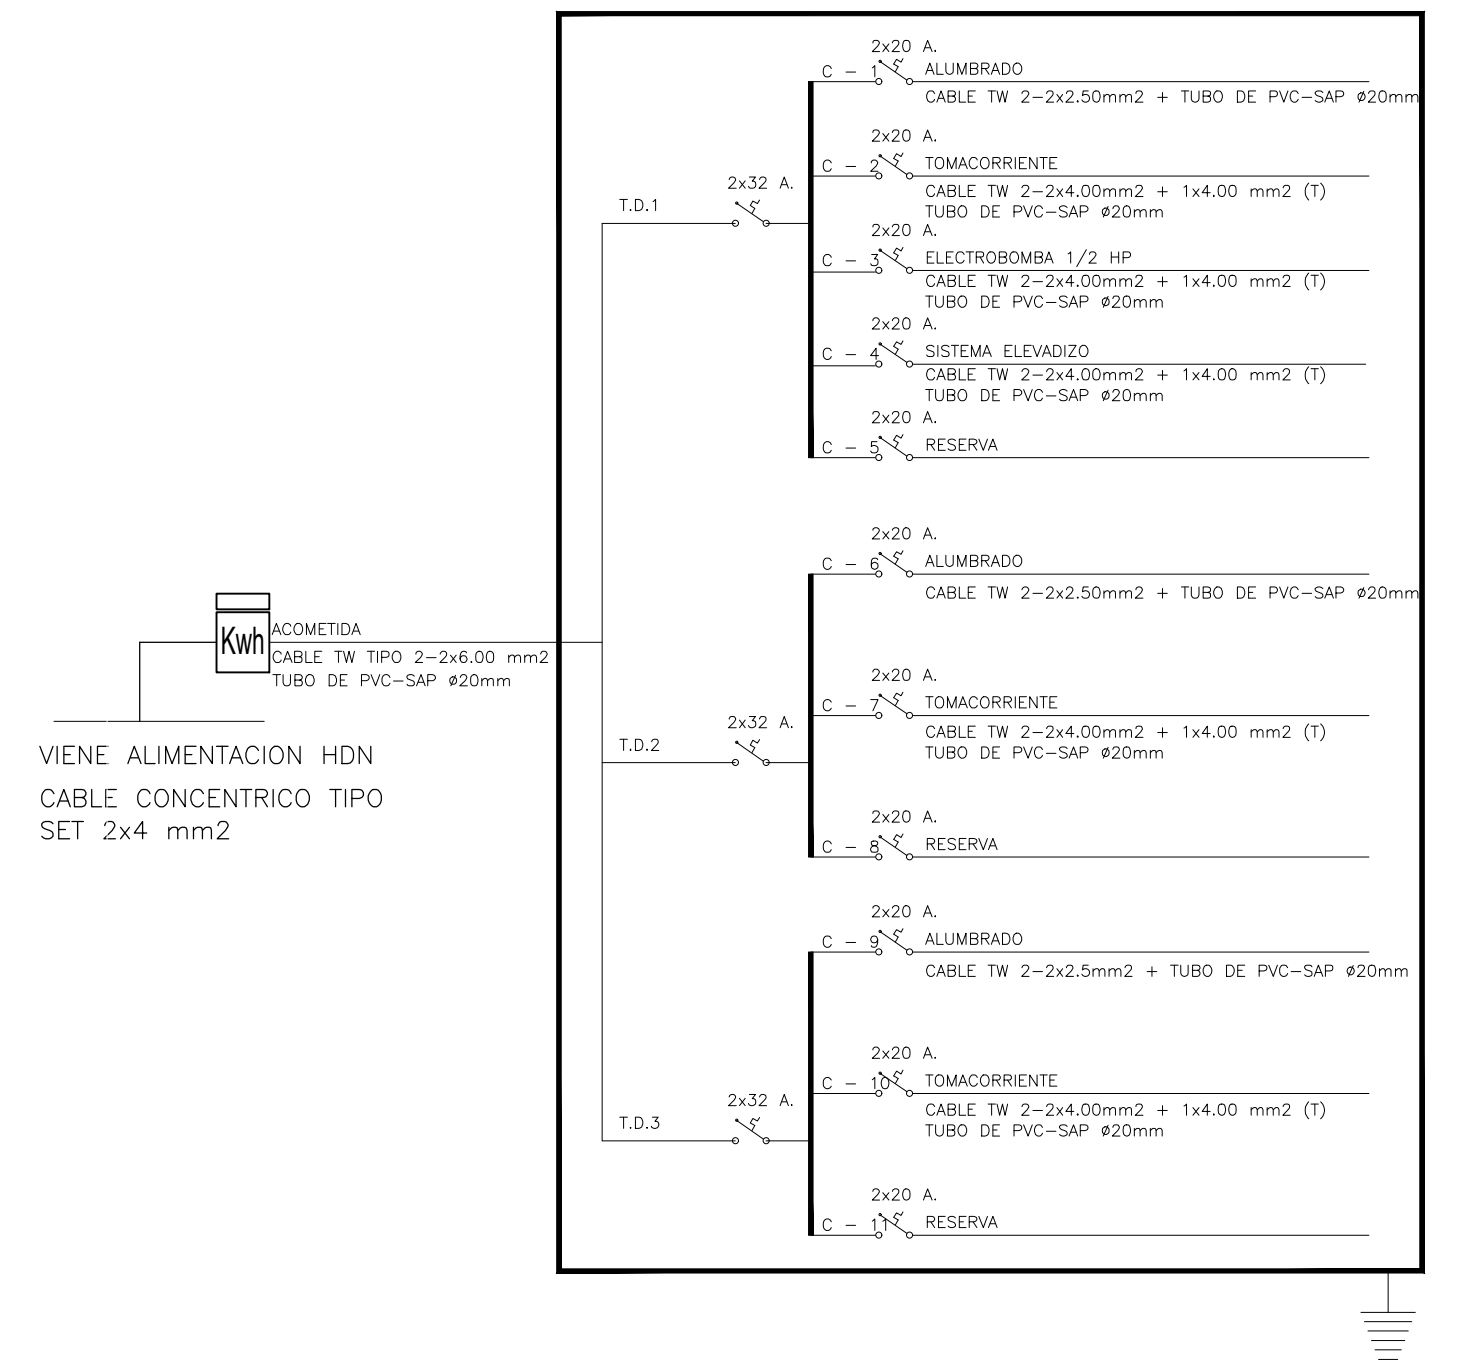 VIENE ALIMENTACION HDN
CABLE CONCENTRICO TIPO
SET 2x4 mm2
Kwh
ACOMETIDA
CABLE TW TIPO 2-2x6.00 mm2
TUBO DE PVC-SAP ø20mm
T.D.1
2x32 A.
2x20 A.
C - 1
ALUMBRADO
CABLE TW 2-2x2.50mm2 + TUBO DE PVC-SAP ø20mm
2x20 A.
C - 2
TOMACORRIENTE
CABLE TW 2-2x4.00mm2 + 1x4.00 mm2 (T)
TUBO DE PVC-SAP ø20mm
2x20 A.
C - 3
ELECTROBOMBA 1/2 HP
CABLE TW 2-2x4.00mm2 + 1x4.00 mm2 (T)
TUBO DE PVC-SAP ø20mm
2x20 A.
C - 4
SISTEMA ELEVADIZO
CABLE TW 2-2x4.00mm2 + 1x4.00 mm2 (T)
TUBO DE PVC-SAP ø20mm
2x20 A.
C - 5
RESERVA
T.D.2
2x32 A.
2x20 A.
C - 6
ALUMBRADO
CABLE TW 2-2x2.50mm2 + TUBO DE PVC-SAP ø20mm
2x20 A.
C - 7
TOMACORRIENTE
CABLE TW 2-2x4.00mm2 + 1x4.00 mm2 (T)
TUBO DE PVC-SAP ø20mm
2x20 A.
C - 8
RESERVA
T.D.3
2x32 A.
2x20 A.
C - 9
ALUMBRADO
CABLE TW 2-2x2.5mm2 + TUBO DE PVC-SAP ø20mm
2x20 A.
C - 10
TOMACORRIENTE
CABLE TW 2-2x4.00mm2 + 1x4.00 mm2 (T)
TUBO DE PVC-SAP ø20mm
2x20 A.
C - 11
RESERVA